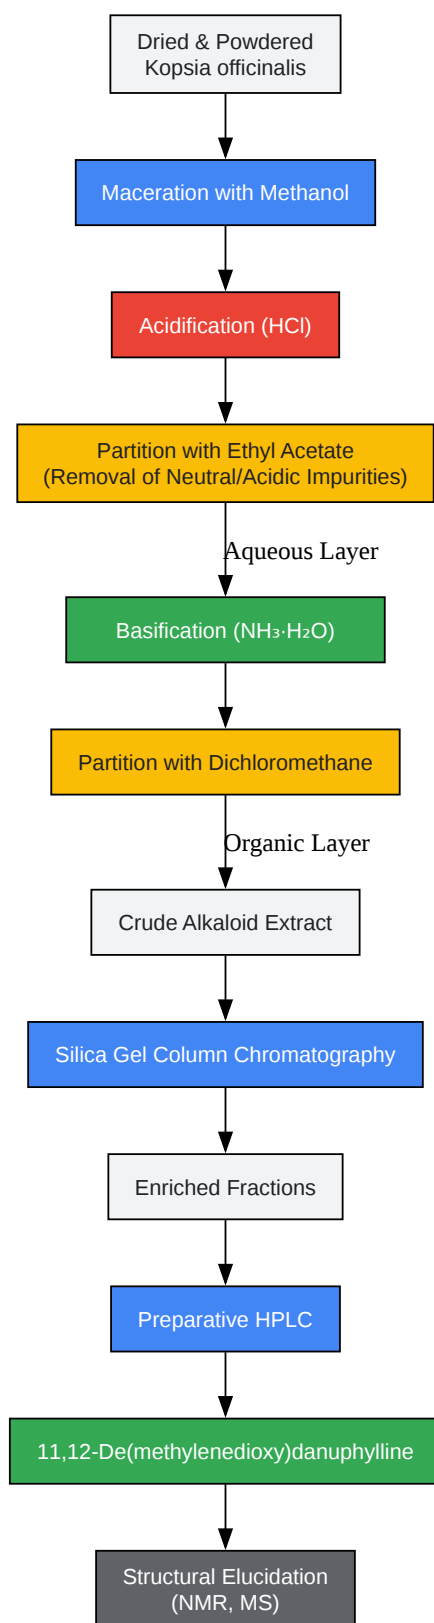 Dried & Powdered
Kopsia officinalis
Maceration with Methanol
Acidification (HCl)
Partition with Ethyl Acetate
(Removal of Neutral/Acidic Impurities)
Aqueous Layer
Basification (NH₃·H₂O)
Partition with Dichloromethane
Organic Layer
Crude Alkaloid Extract
Silica Gel Column Chromatography
Enriched Fractions
Preparative HPLC
11,12-De(methylenedioxy)danuphylline
Structural Elucidation
(NMR, MS)